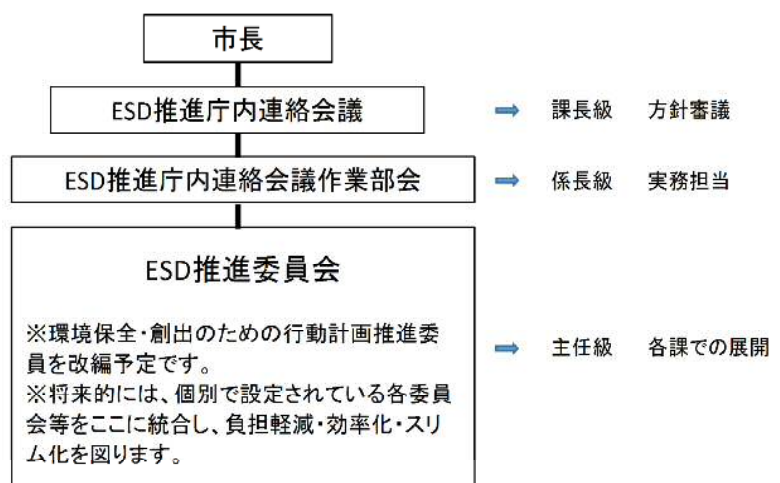 市長
ESD推進庁内連絡会議
課長級 方針審議
ESD推進庁内連絡会議作業部会
係長級 実務担当
ESD推進委員会
※環境保全・創出のための行動計画推進委
員を改編予定です。
※将来的には、個別で設定されている各委員
会等をここに統合し、負担軽減・効率化・スリ
ム化を図ります。
主任級 各課での展開